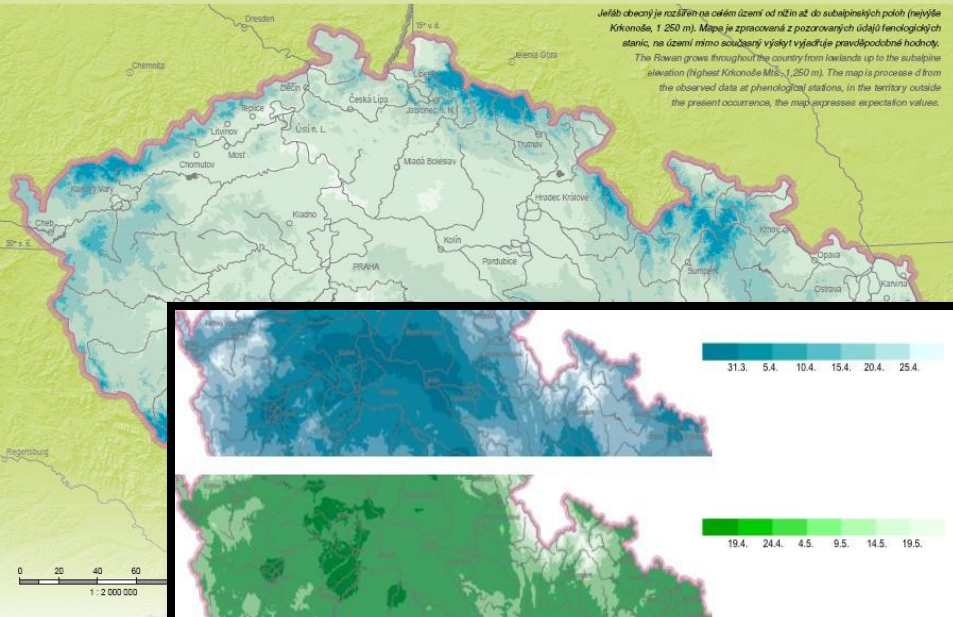 Jeřáb obecný je rozšířen na celém území od nížin až do subalpinských poloh (nejvýše
Krkonoše, 1 250 m). Mapa je zpracovaná z pozorovaných údajů fenologických
stanic, na území mimo současný výskyt vyjadřuje pravděpodobné hodnoty.
The Rowan grows throughout the country from lowlands up to the subalpine
elevation (highest Krkonoše Mts., 1,250 m). The map is processe d from
the observed data at phenological stations, in the territory outside
the present occurrence, the map expresses expectation values.
Dresden
15° v. d.
Chemnitz
Jelenia Gora
Liberec
Děčín
Česká Lípa
Jablonec n. N.
Teplice
Litvínov
Ústí n. L.
Most
Trutnov
Chomutov
Mladá Boleslav
Karlovy Vary
Hradec Králové
Cheb
Kladno
Krnov
50° s. š.
Kolín
Opava
PRAHA
Pardubice
Šumperk
Ostrava
Karviná
31.3. 5.4. 10.4. 15.4. 20.4. 25.4.
Regensburg
19.4. 24.4. 4.5. 9.5. 14.5. 19.5.
0 20 40 60
1 : 2 000 000